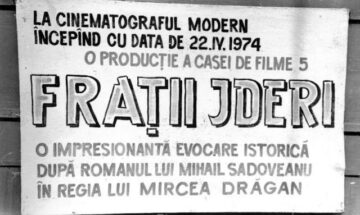 LA CINEMATOGRAFUL MODERN
ÎNCEPÎND CU DATA DE 22.IV.1974
O PRODUCȚIE A CASEI DE FILME 5
FRAȚII JDERI
O IMPRESIONANTĂ EVOCARE ISTORICĂ
DUPĂ ROMANUL LUI MIHAIL SADOVEANU
ÎN REGIA LUI MIRCEA DRĂGAN